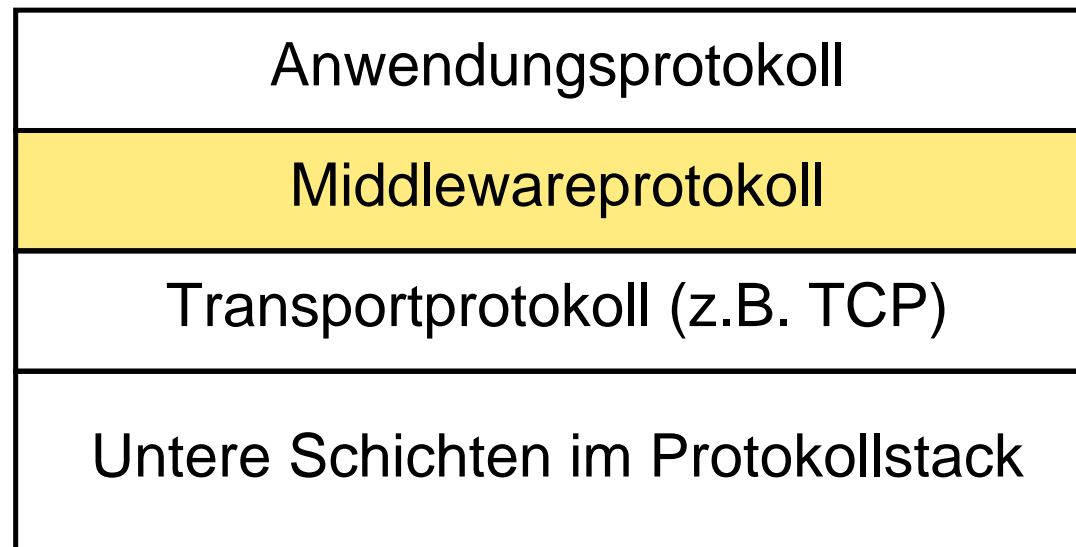 Anwendungsprotokoll
Middlewareprotokoll
Transportprotokoll (z.B. TCP)
Untere Schichten im Protokollstack